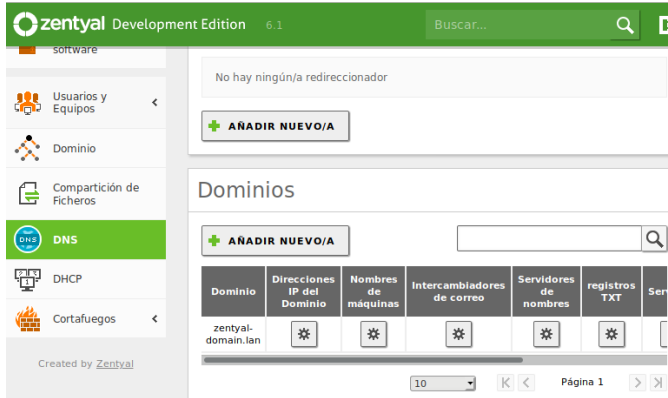 zentyal Development Edition 6.1
Buscar...
software
Usuarios y
Equipos
Dominio
Compartición de
Ficheros
DNS
DNS
DHCP
Cortafuegos
Created by Zentyal
No hay ningún/a redireccionador
AÑADIR NUEVO/A
Dominios
AÑADIR NUEVO/A
Dominio
Direcciones
IP del
Dominio
Nombres
de
máquinas
Intercambiadores
de correo
Servidores
de
nombres
registros
TXT
zentyal-
domain.lan
10
Página 1